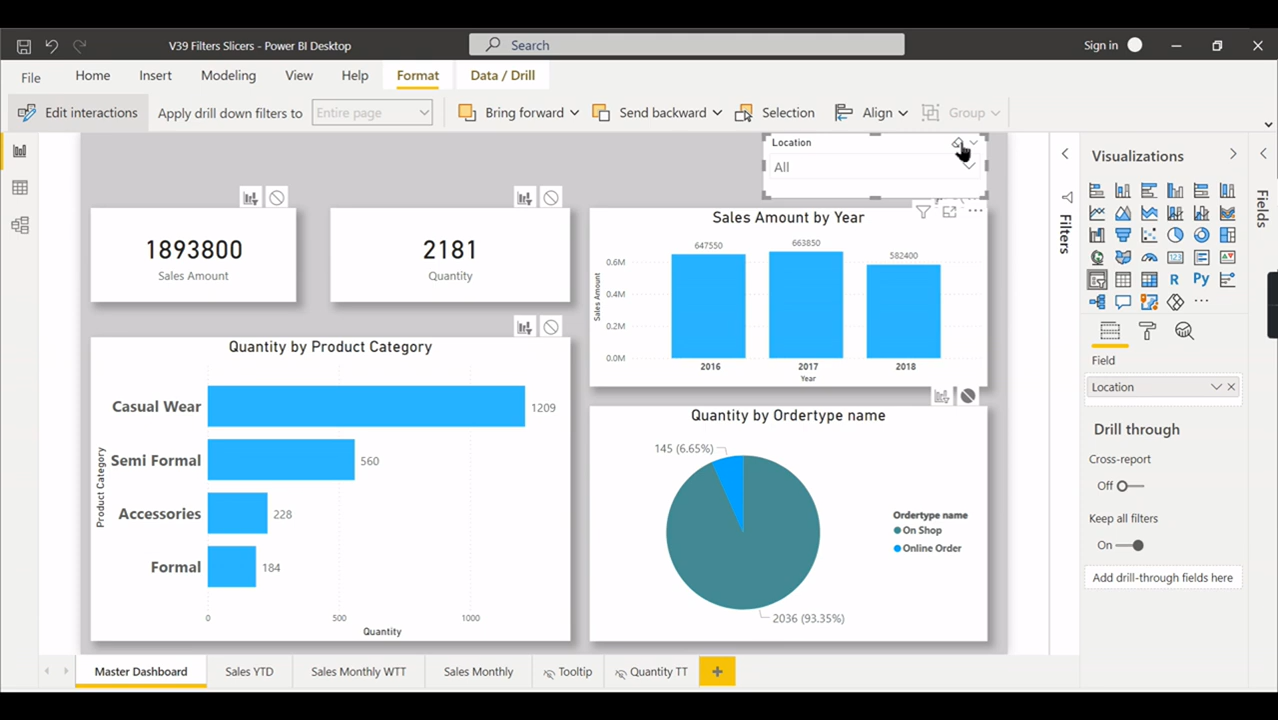 V39 Filters Slicers - Power BI Desktop
Search
Sign in
File Home Insert Modeling View Help Format Data / Drill
Edit interactions Apply drill down filters to Entire page Bring forward Send backward Selection Align Group
Location
All
1893800
Sales Amount
2181
Quantity
Sales Amount by Year
647550 663850 582400
0.6M
0.4M
0.2M
0.0M
Sales Amount
2016 2017 2018
Year
Quantity by Product Category
Product Category
Casual Wear 1209
Semi Formal 560
Accessories 228
Formal 184
0 500 1000
Quantity
Quantity by Ordertype name
145 (6.65%)
2036 (93.35%)
Ordertype name
On Shop
Online Order
Filters
Visualizations
R Py
Field
Location
Drill through
Cross-report
Off
Keep all filters
On
Add drill-through fields here
Fields
Master Dashboard Sales YTD Sales Monthly WTT Sales Monthly Tooltip Quantity TT